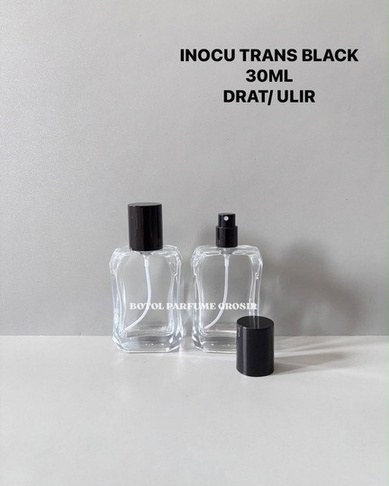 INOCU TRANS BLACK
30ML
DRAT/ ULIR
BOTOL PARFUME GROSIR